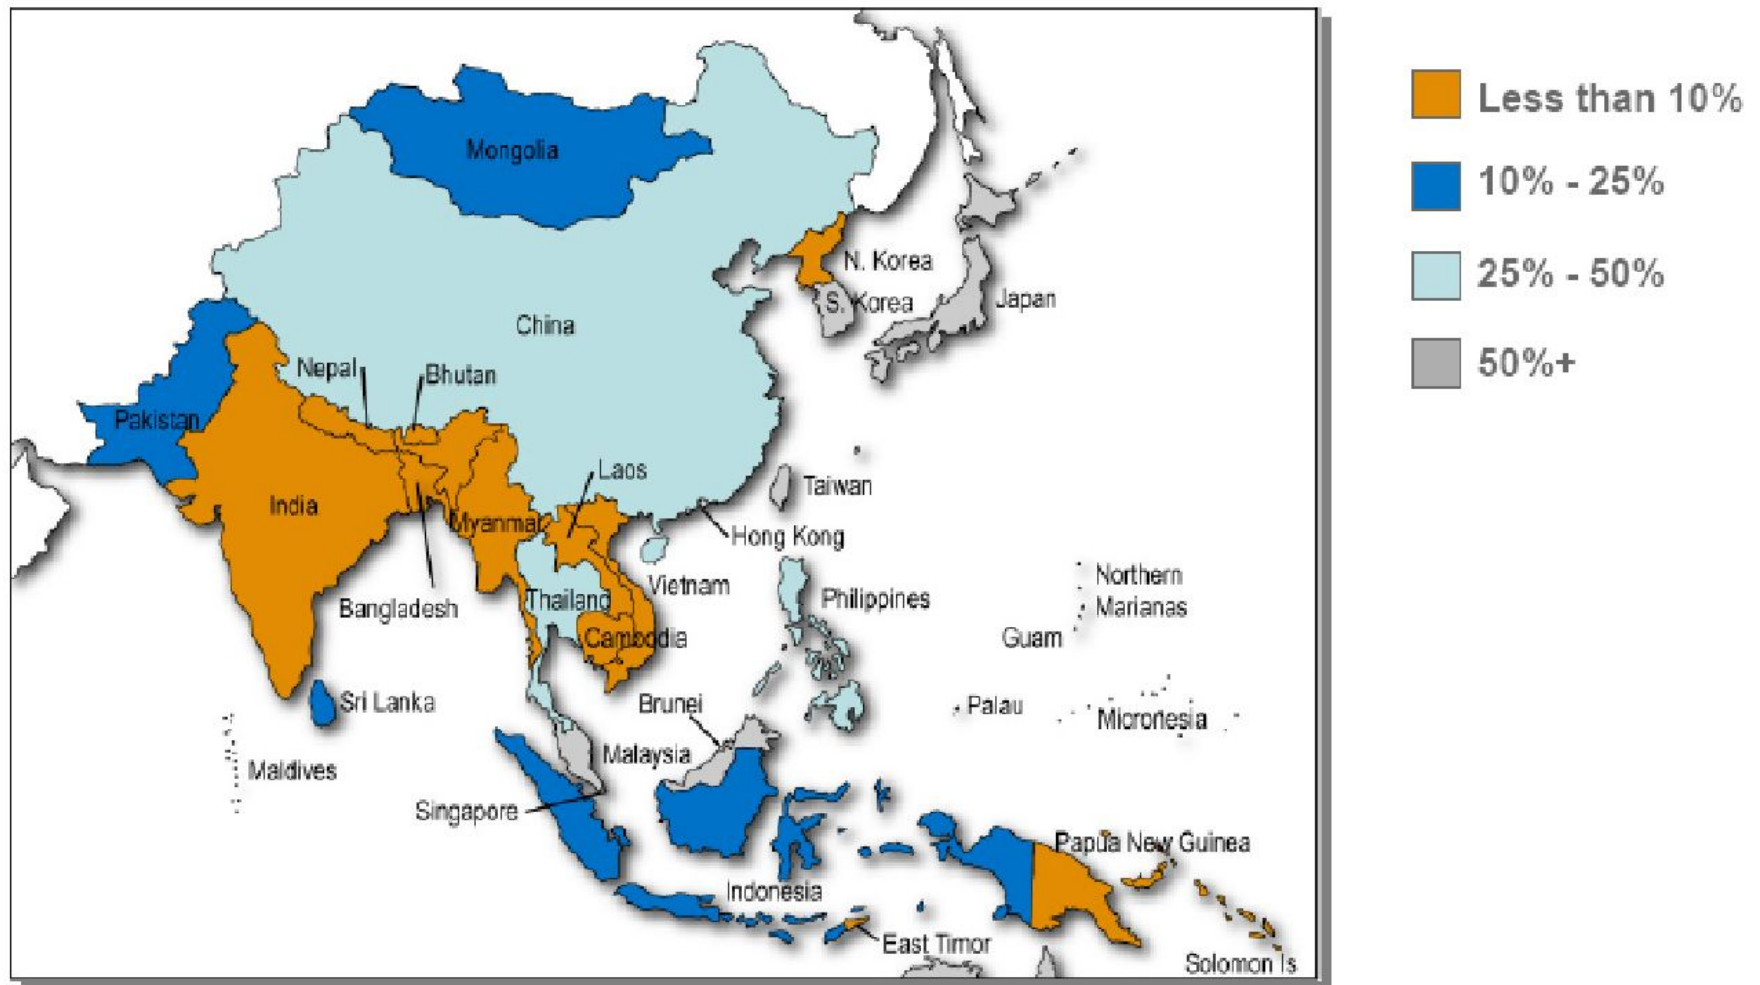 Less than 10%
10% - 25%
25% - 50%
50%+
Mongolia
N. Korea
S. Korea
Japan
China
Nepal
Bhutan
Pakistan
Laos
Taiwan
India
Myanmar
Hong Kong
Northern
Marianas
Vietnam
Thailand
Philippines
Bangladesh
Guam
Cambodia
Sri Lanka
Brunei
Palau
Micronesia
Malaysia
Maldives
Singapore
Papua New Guinea
Indonesia
East Timor
Solomon Is